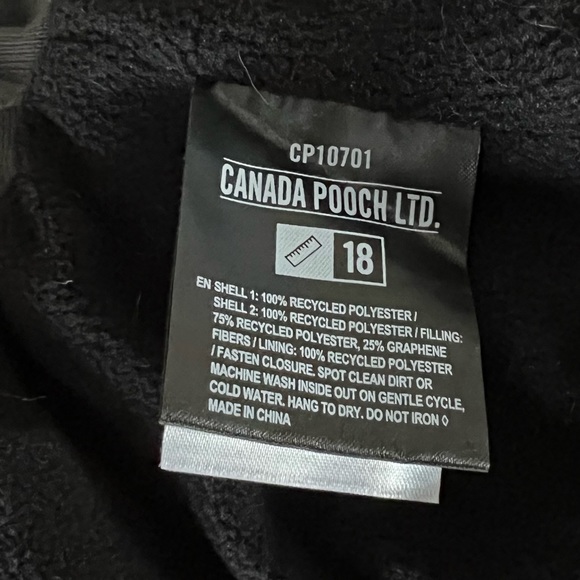 CP10701
CANADA POOCH LTD.
18
EN SHELL 1: 100% RECYCLED POLYESTER /
SHELL 2: 100% RECYCLED POLYESTER / FILLING:
75% RECYCLED POLYESTER, 25% GRAPHENE
FIBERS / LINING: 100% RECYCLED POLYESTER
/ FASTEN CLOSURE. SPOT CLEAN DIRT OR
MACHINE WASH INSIDE OUT ON GENTLE CYCLE,
COLD WATER. HANG TO DRY. DO NOT IRON ◊
MADE IN CHINA